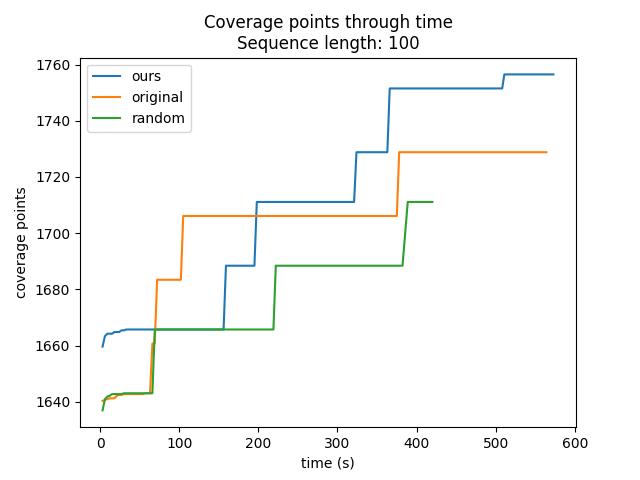 Coverage points through time
Sequence length: 100
ours
original
random
coverage points
1760
1740
1720
1700
1680
1660
1640
0 100 200 300 400 500 600
time (s)